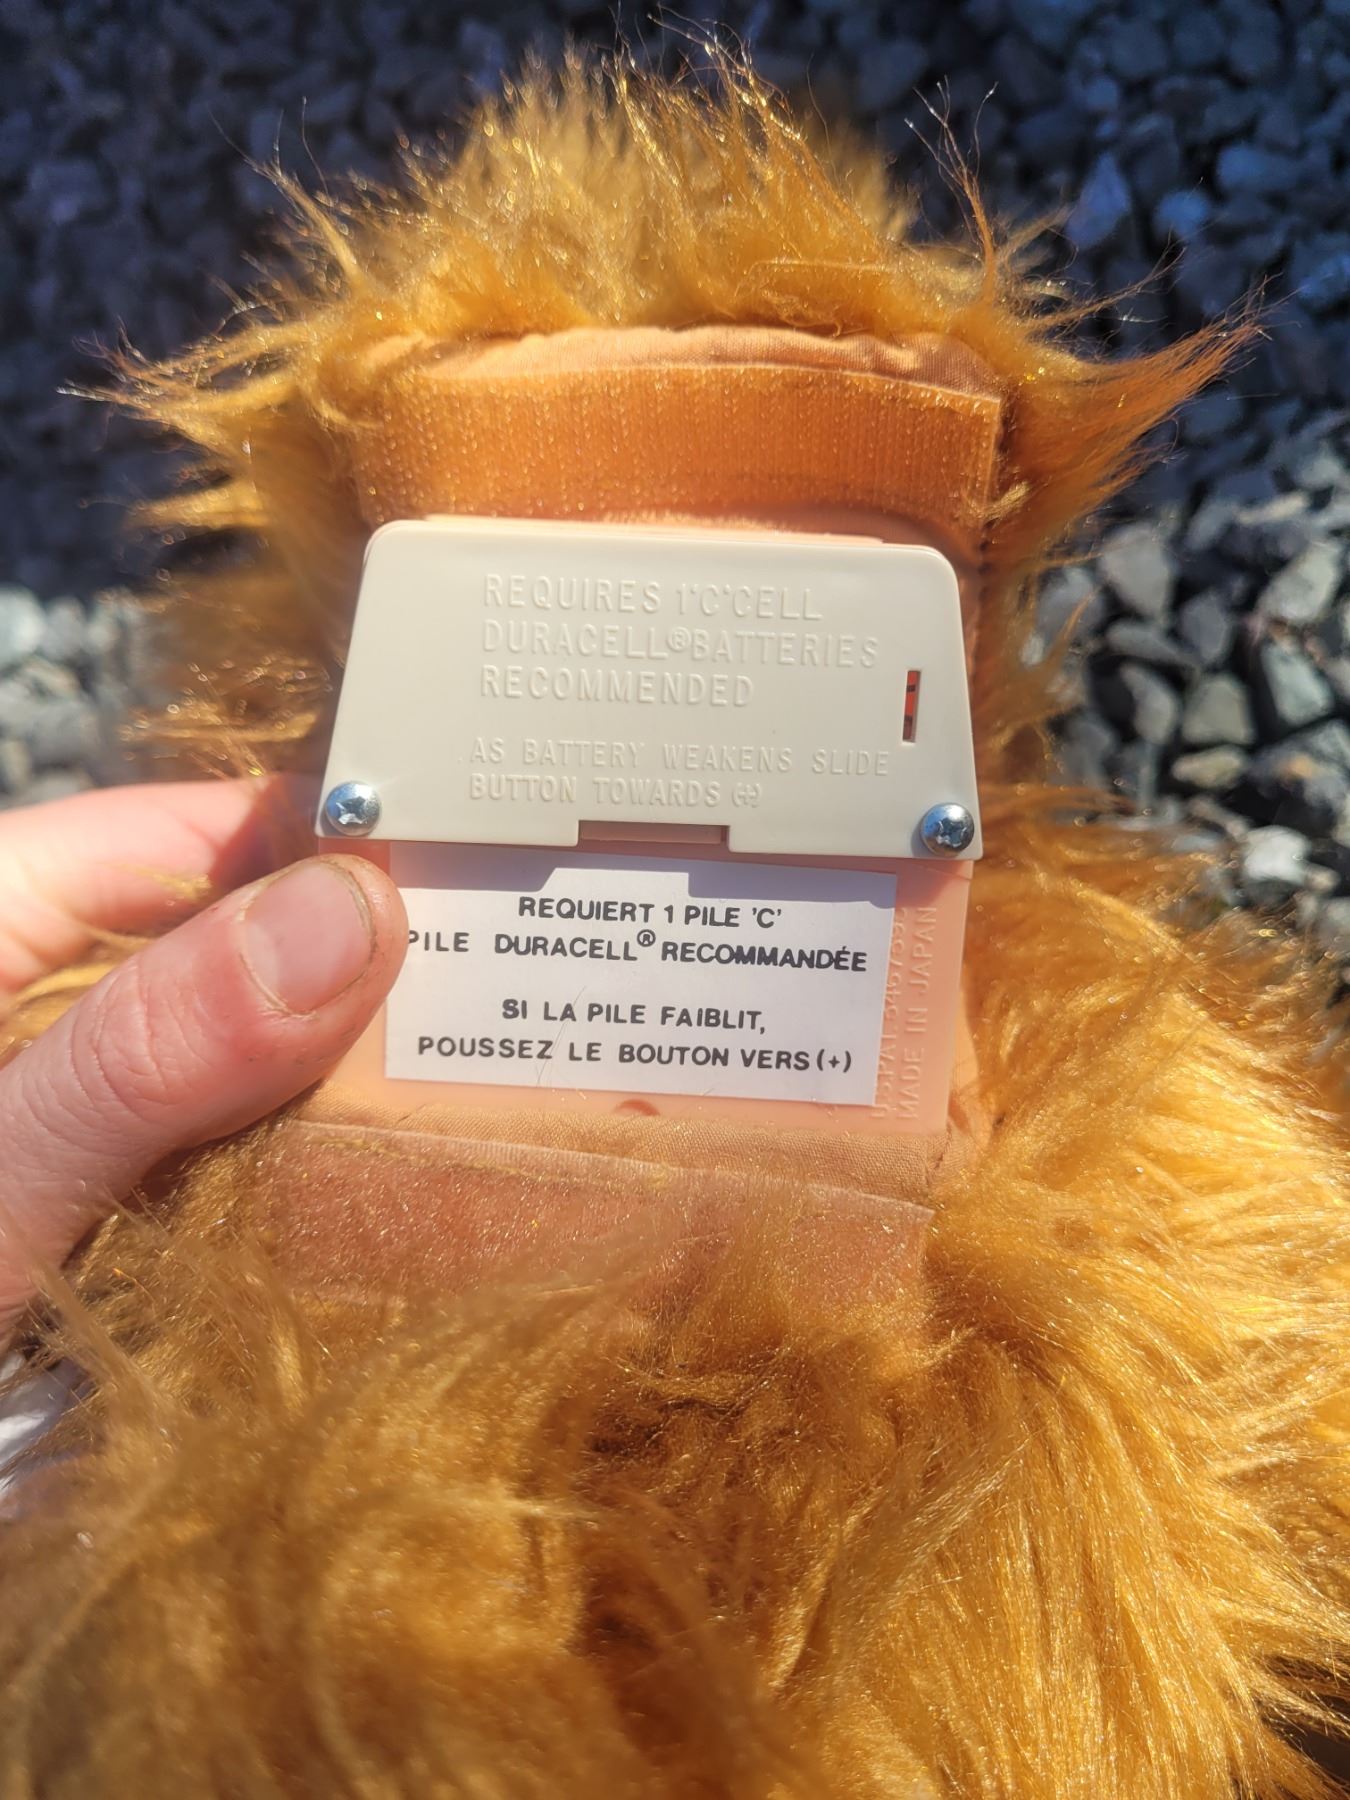 REQUIRES 1"C"CELL
DURACELL®BATTERIES
RECOMMENDED
AS BATTERY WEAKENS SLIDE
BUTTON TOWARDS (+)
REQUIERT 1 PILE 'C'
PILE DURACELL® RECOMMANDÉE
SI LA PILE FAIBLIT,
POUSSEZ LE BOUTON VERS (+)
MADE IN JAPAN